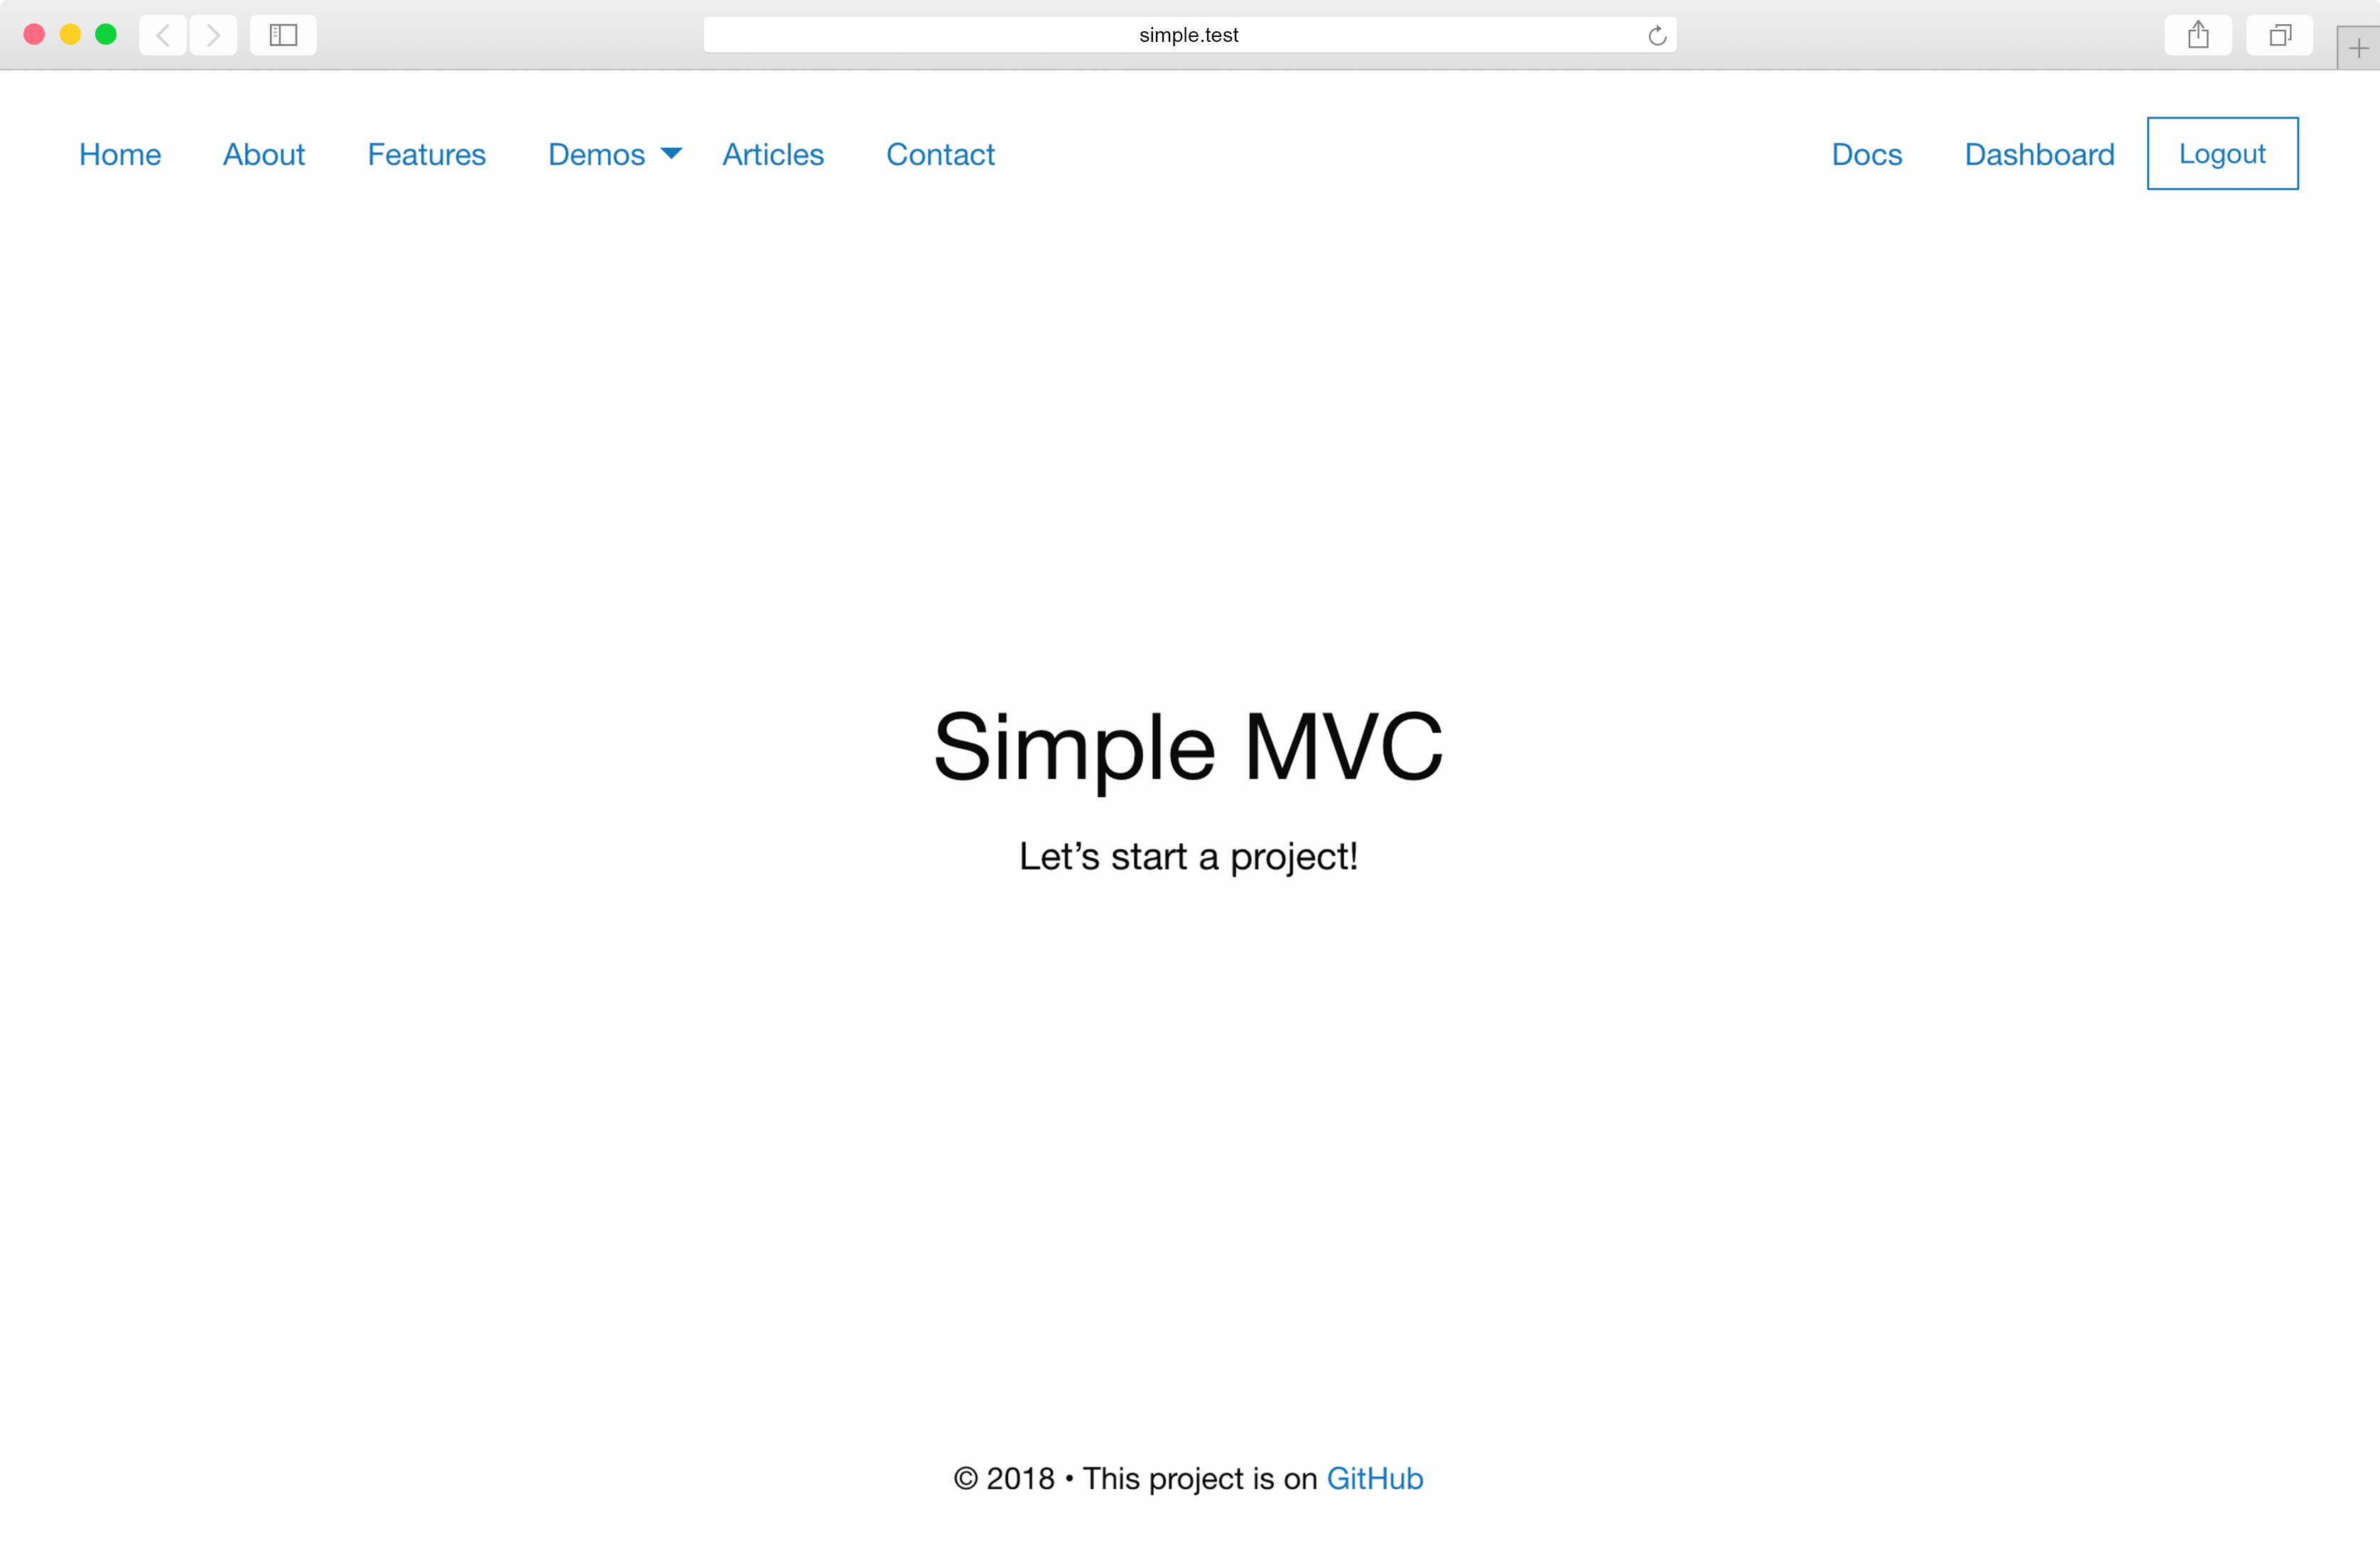 simple.test
Home About Features Demos Articles Contact Docs Dashboard Logout
Simple MVC
Let’s start a project!
© 2018 • This project is on GitHub